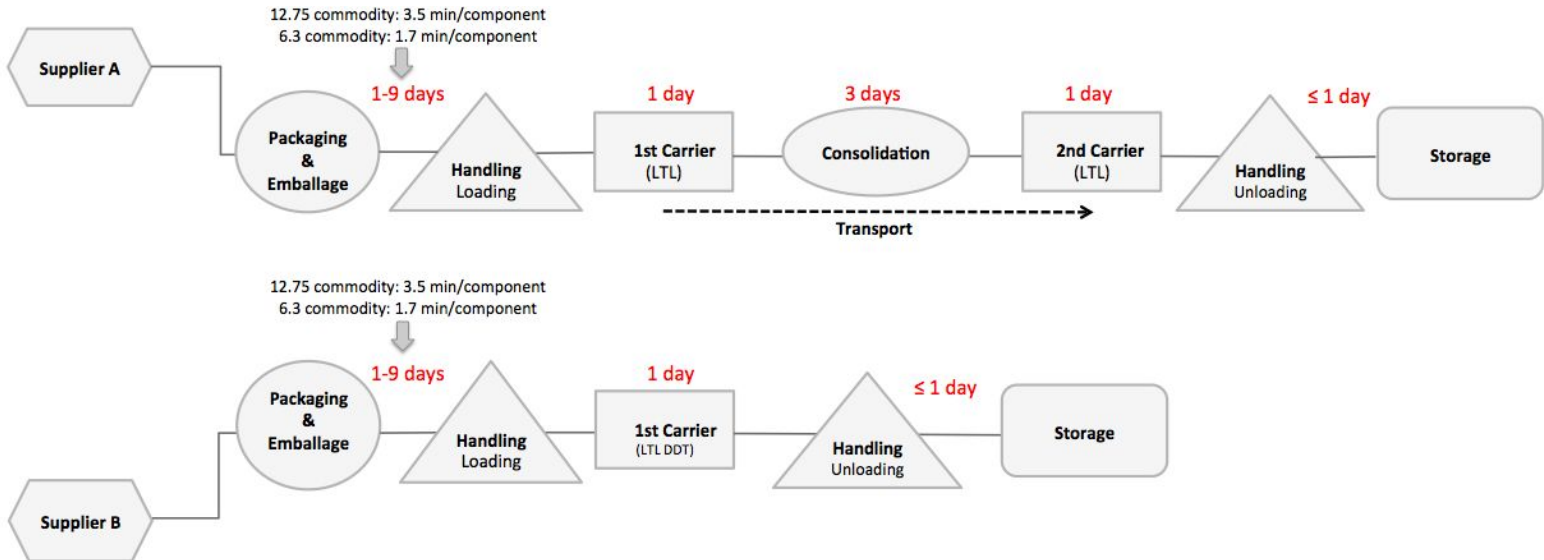 12.75 commodity: 3.5 min/component
6.3 commodity: 1.7 min/component
Supplier A
1-9 days
1 day
3 days
1 day
≤ 1 day
Packaging
&
Emballage
Handling
Loading
1st Carrier
(LTL)
Consolidation
2nd Carrier
(LTL)
Handling
Unloading
Storage
Transport
12.75 commodity: 3.5 min/component
6.3 commodity: 1.7 min/component
1-9 days
1 day
≤ 1 day
Packaging
&
Emballage
Handling
Loading
1st Carrier
(LTL DDT)
Handling
Unloading
Storage
Supplier B